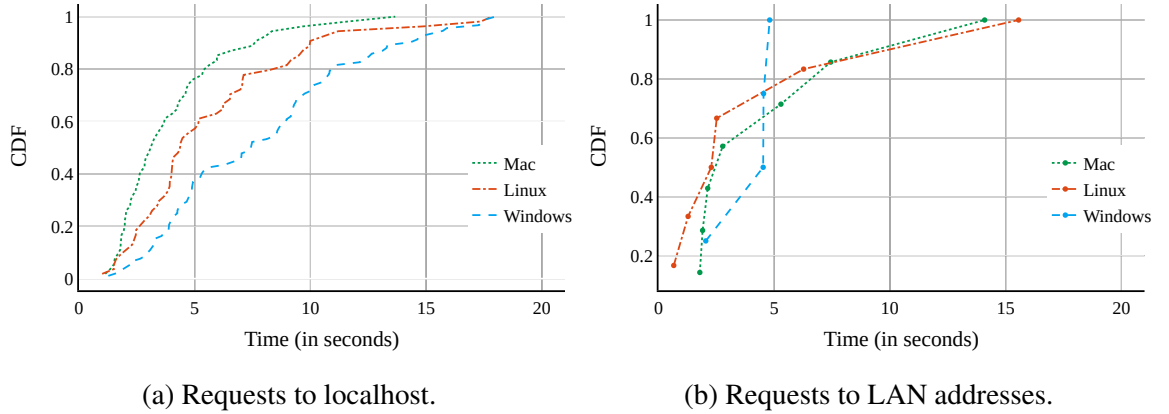 1
0.8
0.6
0.4
0.2
0
CDF
0 5 10 15 20
Time (in seconds)
Mac
Linux
Windows
(a) Requests to localhost.
1
0.8
0.6
0.4
0.2
CDF
0 5 10 15 20
Time (in seconds)
Mac
Linux
Windows
(b) Requests to LAN addresses.